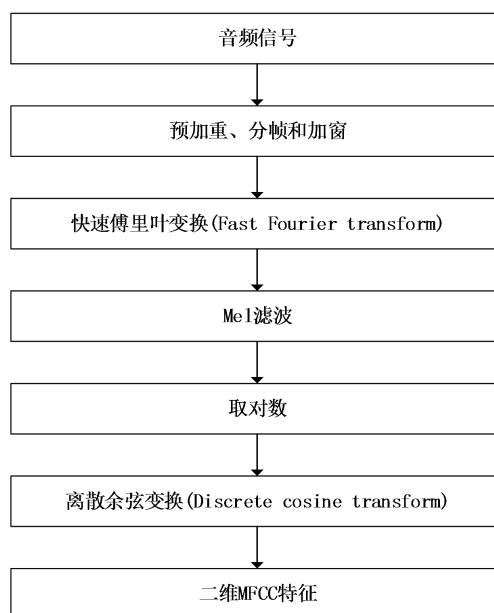 音频信号
预加重、分帧和加窗
快速傅里叶变换(Fast Fourier transform)
Mel滤波
取对数
离散余弦变换(Discrete cosine transform)
二维MFCC特征